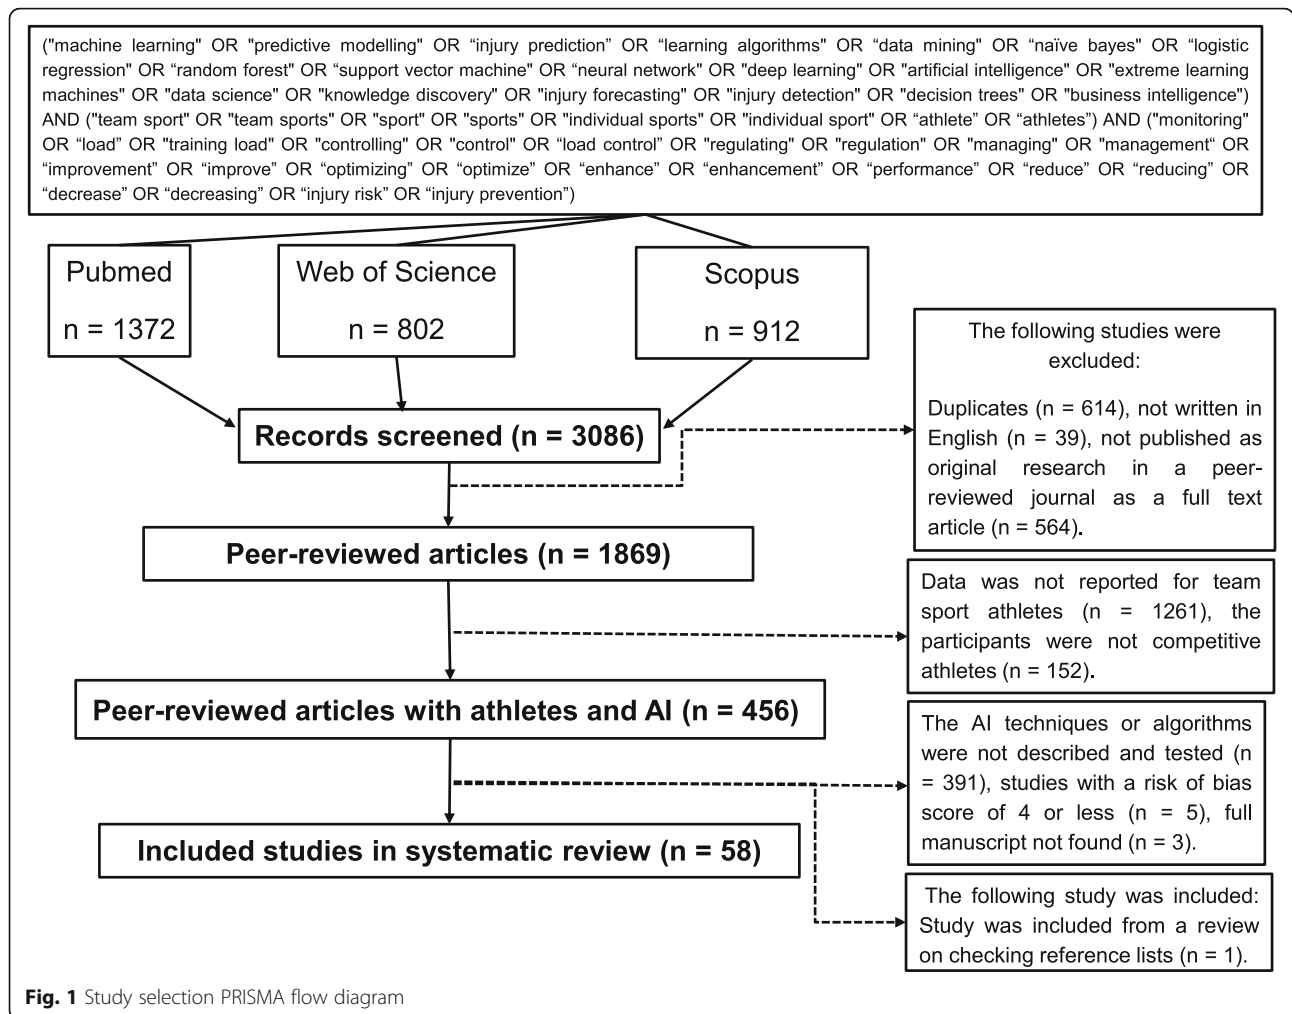 ("machine learning" OR "predictive modelling" OR “injury prediction” OR “learning algorithms" OR “data mining" OR “naïve bayes" OR “logistic
regression" OR “random forest" OR “support vector machine" OR “neural network" OR "deep learning" OR "artificial intelligence" OR "extreme learning
machines" OR "data science" OR "knowledge discovery" OR "injury forecasting" OR "injury detection" OR "decision trees" OR "business intelligence")
AND ("team sport" OR "team sports" OR "sport" OR "sports" OR "individual sports" OR "individual sport" OR “athlete” OR “athletes”) AND ("monitoring"
OR “load” OR "training load" OR "controlling" OR "control" OR “load control” OR "regulating" OR "regulation" OR "managing" OR "management“ OR
“improvement” OR “improve” OR “optimizing” OR “optimize” OR “enhance” OR “enhancement” OR “performance” OR “reduce” OR “reducing” OR
“decrease” OR “decreasing” OR “injury risk” OR “injury prevention”)
Pubmed
n = 1372
Web of Science
n = 802
Scopus
n = 912
Records screened (n = 3086)
The following studies were
excluded:
Duplicates (n = 614), not written in
English (n = 39), not published as
original research in a peer-
reviewed journal as a full text
article (n = 564).
Peer-reviewed articles (n = 1869)
Data was not reported for team
sport athletes (n = 1261), the
participants were not competitive
athletes (n = 152).
Peer-reviewed articles with athletes and AI (n = 456)
The AI techniques or algorithms
were not described and tested (n
= 391), studies with a risk of bias
score of 4 or less (n = 5), full
manuscript not found (n = 3).
Included studies in systematic review (n = 58)
The following study was included:
Study was included from a review
on checking reference lists (n = 1).
Fig. 1 Study selection PRISMA flow diagram